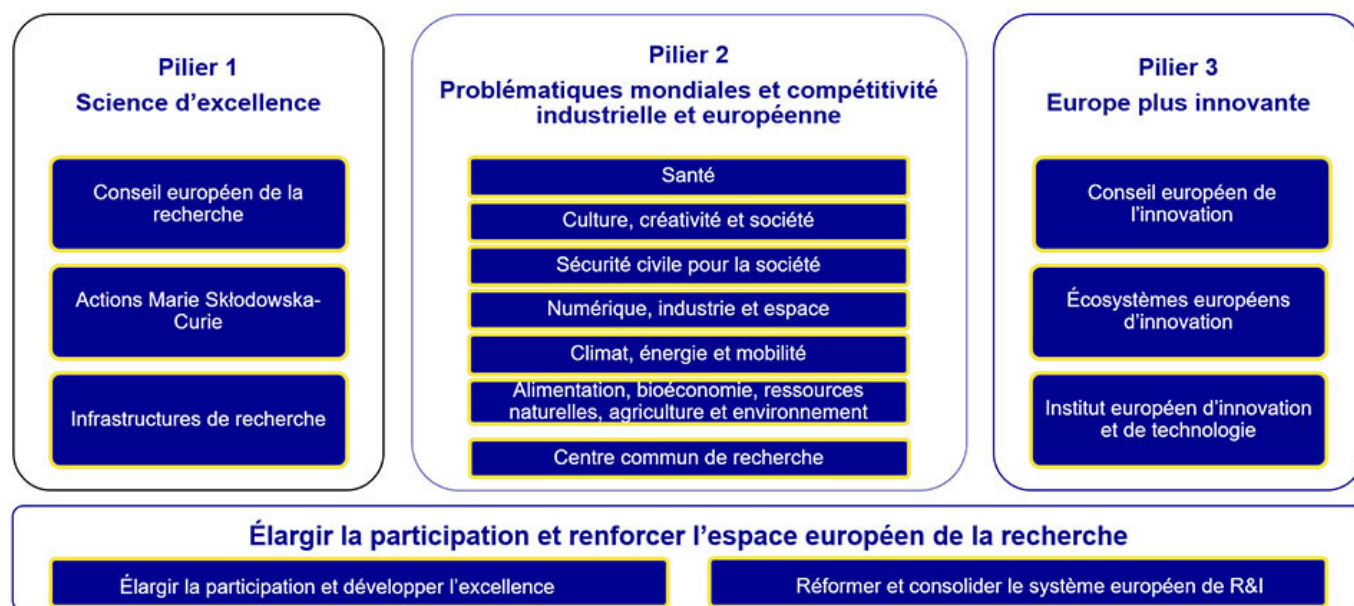 Pilier 1
Science d’excellence
Conseil européen de la
recherche
Actions Marie Skłodowska-
Curie
Infrastructures de recherche
Pilier 2
Problématiques mondiales et compétitivité
industrielle et européenne
Santé
Culture, créativité et société
Sécurité civile pour la société
Numérique, industrie et espace
Climat, énergie et mobilité
Alimentation, bioéconomie, ressources
naturelles, agriculture et environnement
Centre commun de recherche
Pilier 3
Europe plus innovante
Conseil européen de
l’innovation
Écosystèmes européens
d’innovation
Institut européen d’innovation
et de technologie
Élargir la participation et renforcer l’espace européen de la recherche
Élargir la participation et développer l’excellence
Réformer et consolider le système européen de R&I